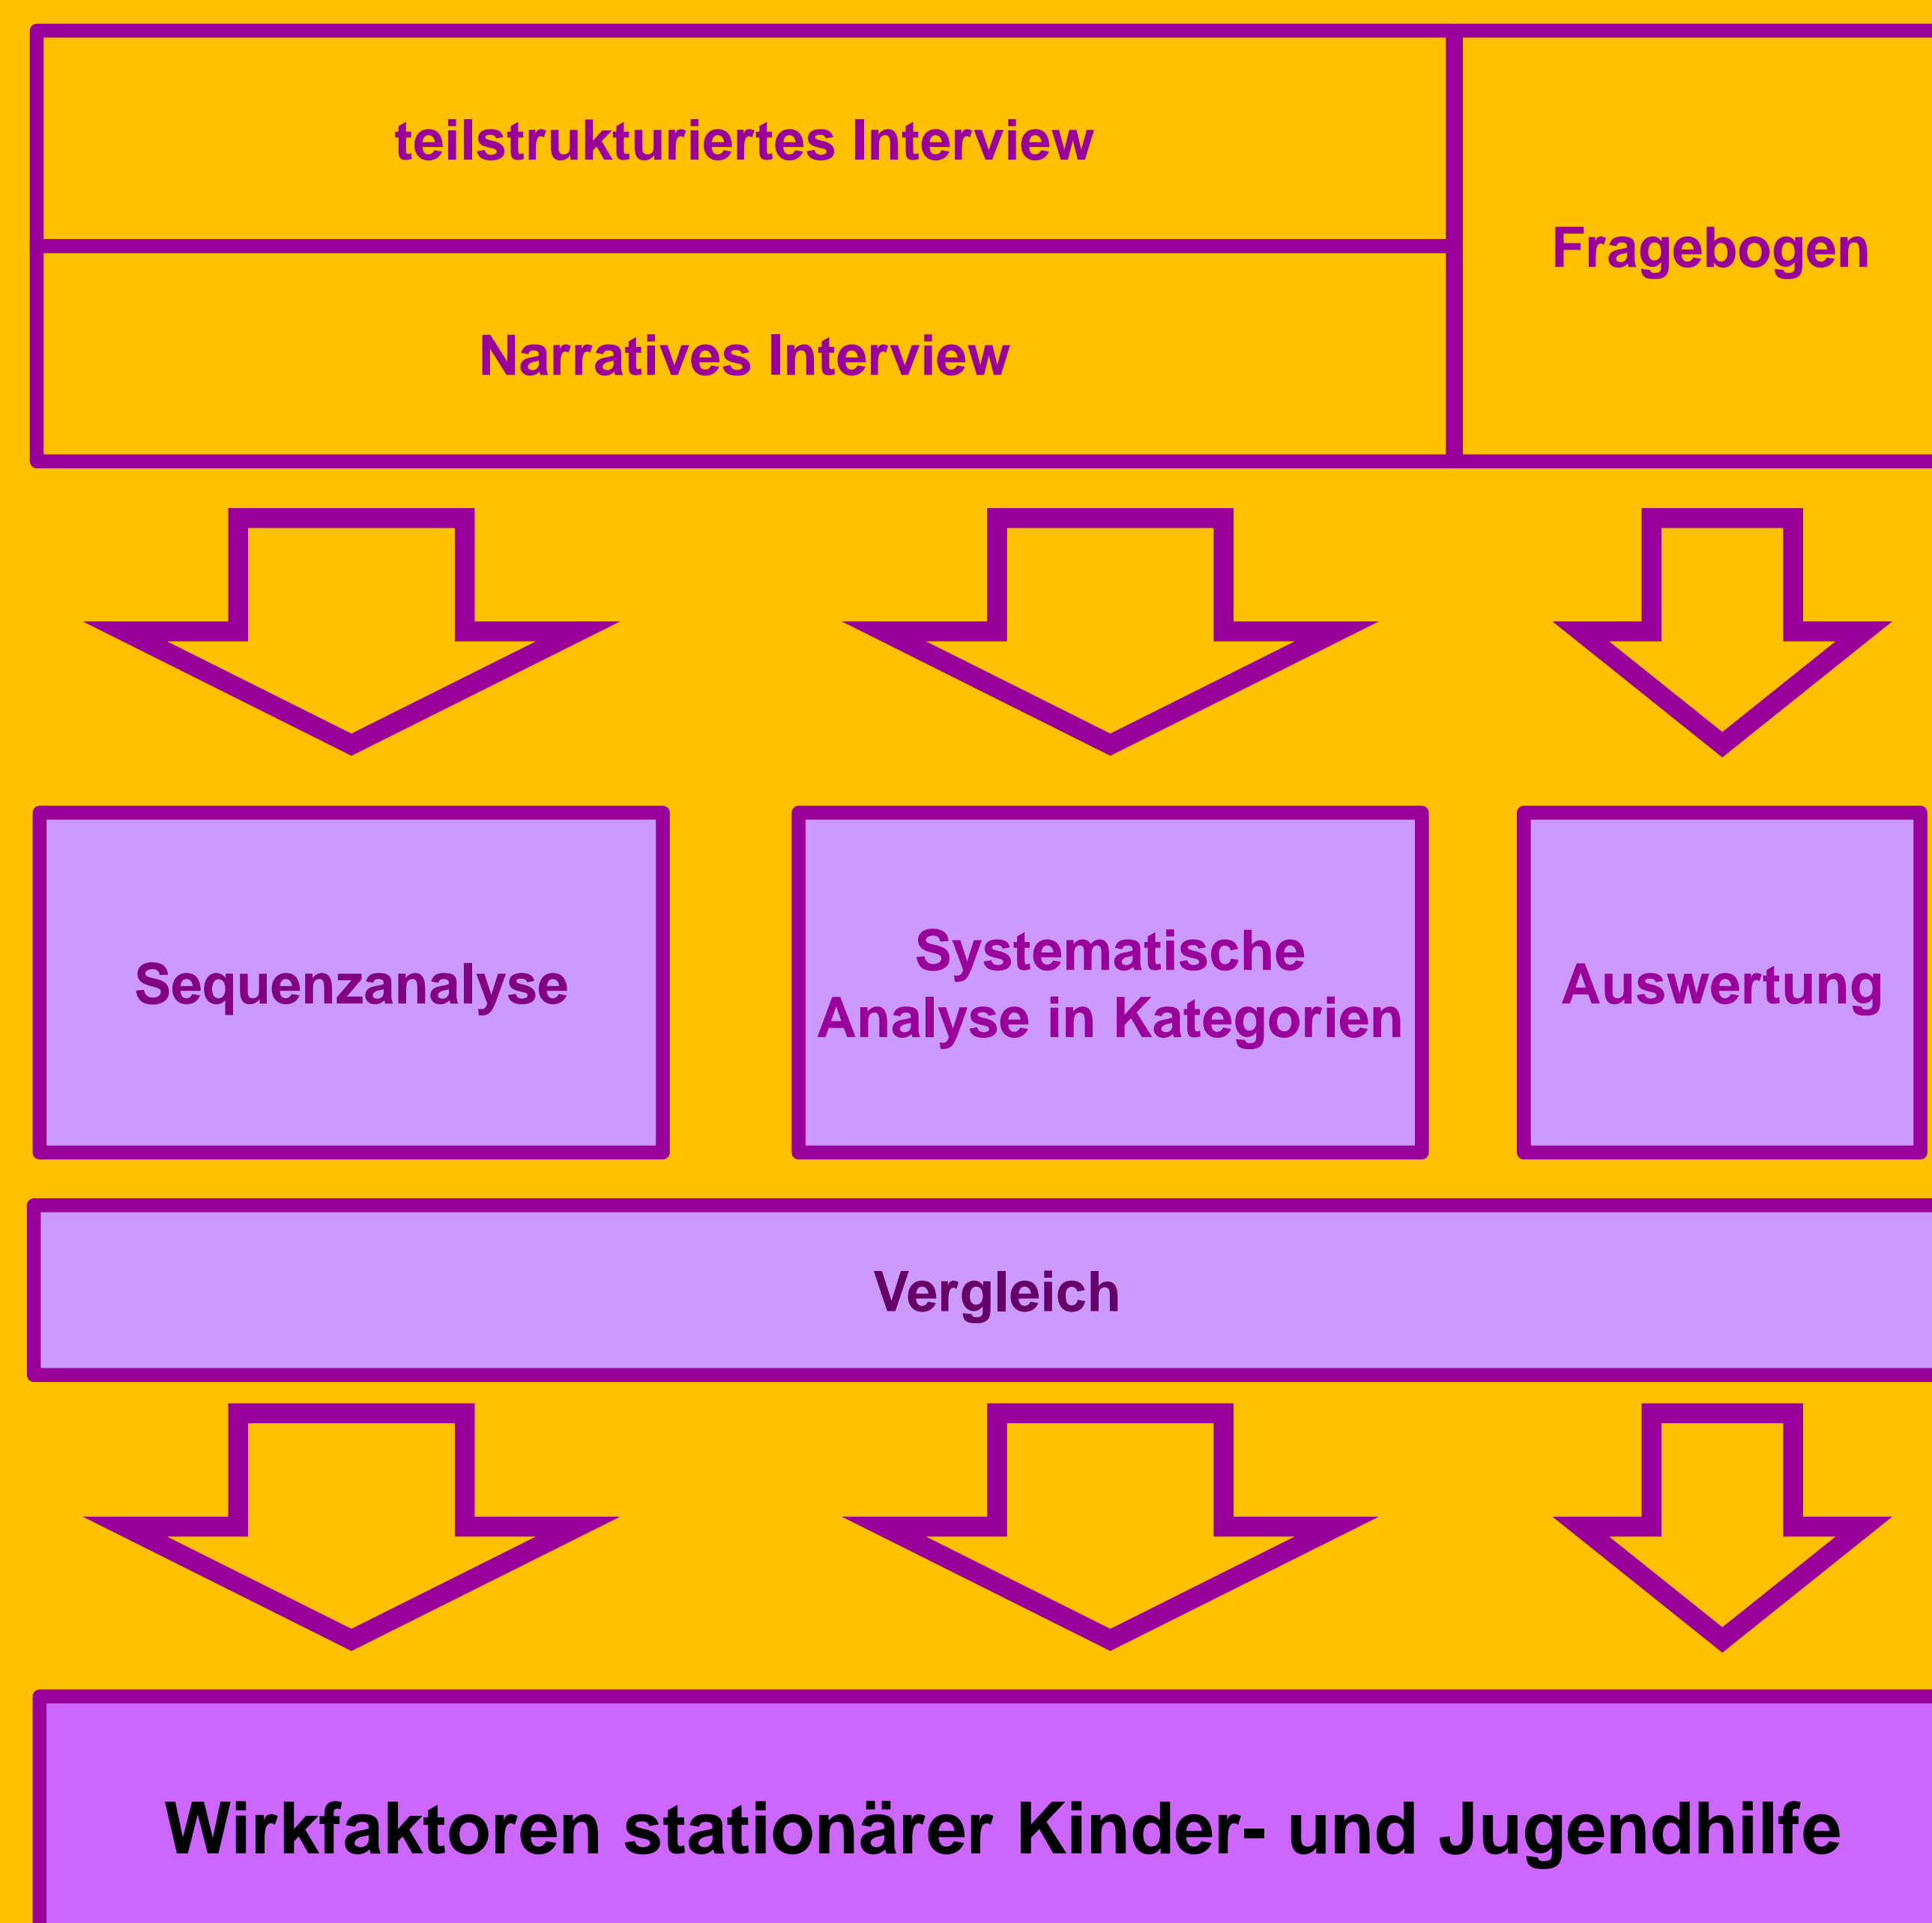 teilstrukturiertes Interview
Fragebogen
Narratives Interview
Sequenzanalyse
Systematische
Analyse in Kategorien
Auswertung
Vergleich
Wirkfaktoren stationärer Kinder- und Jugendhilfe